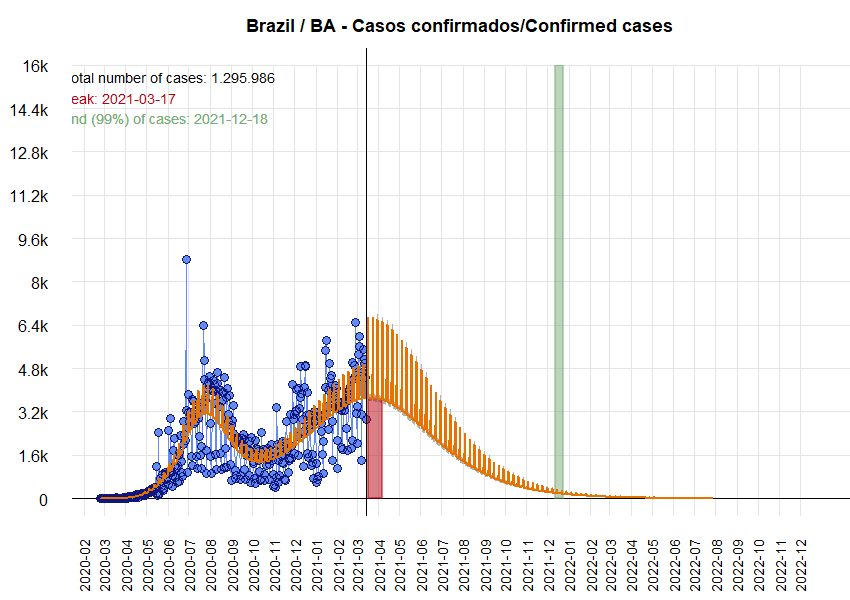 Brazil / BA - Casos confirmados/Confirmed cases
16k
otal number of cases: 1.295.986
eak: 2021-03-17
14.4k
nd (99%) of cases: 2021-12-18
12.8k
11.2k
9.6k
8k
6.4k
4.8k
3.2k
1.6k
0
2020-02
2020-03
2020-04
2020-05
2020-06
2020-07
2020-08
2020-09
2020-10
2020-11
2020-12
2021-01
2021-02
2021-03
2021-04
2021-05
2021-06
2021-07
2021-08
2021-09
2021-10
2021-11
2021-12
2022-01
2022-02
2022-03
2022-04
2022-05
2022-06
2022-07
2022-08
2022-09
2022-10
2022-11
2022-12